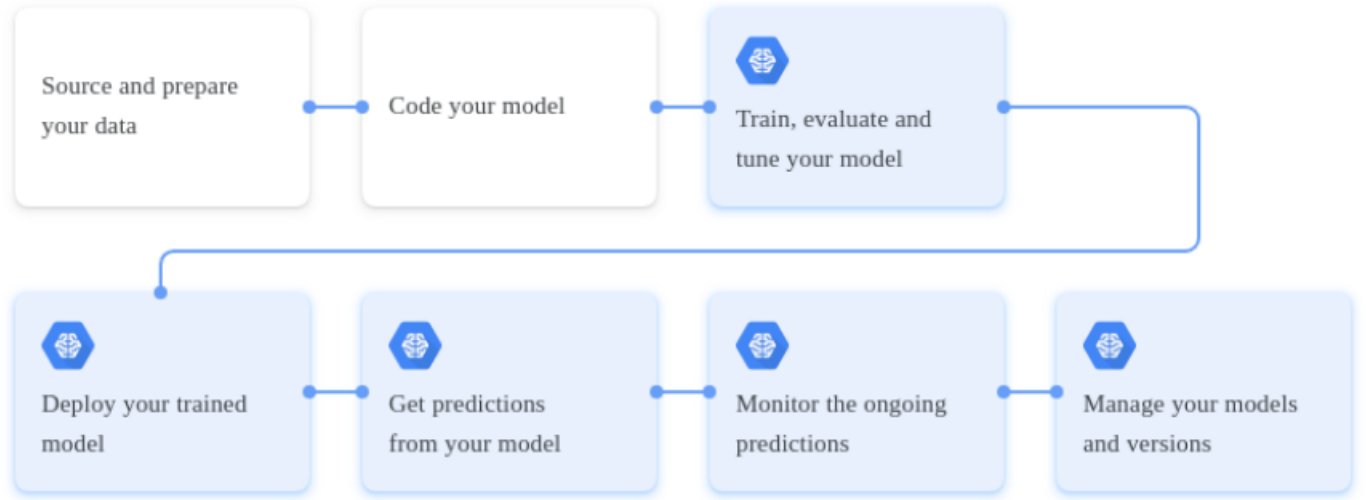 Source and prepare
your data
Code your model
Train, evaluate and
tune your model
Deploy your trained
model
Get predictions
from your model
Monitor the ongoing
predictions
Manage your models
and versions